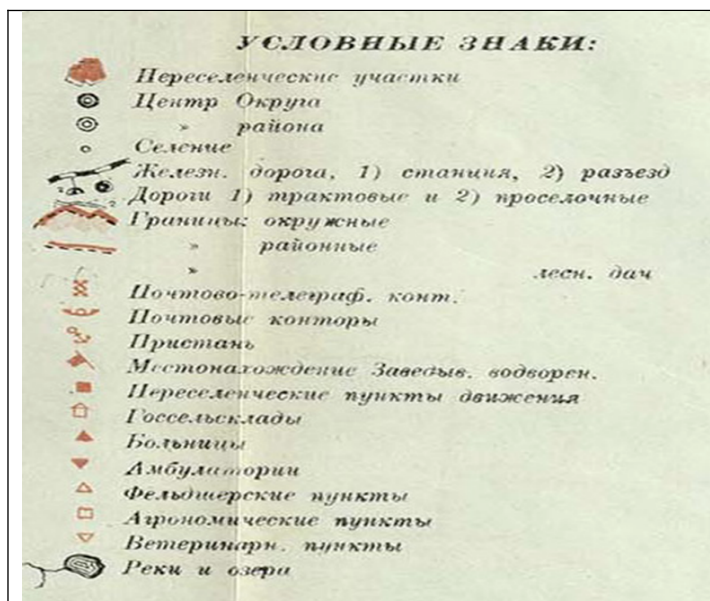 УСЛОВНЫЕ ЗНАКИ:
Переселенческие участки
Центр Округа
» района
Селение
Железн. дорога, 1) станция, 2) разъезд
Дороги 1) трактовые и 2) проселочные
Границы: окружные
» районные
» лесн. дач
Почтово-телеграф. конт.
Почтовые конторы
Пристань
Местонахождение Заведыв. водворен.
Переселенческие пункты движения
Госсельсклады
Больницы
Амбулатории
Фельдшерские пункты
Агрономические пункты
Ветеринарн. пункты
Реки и озера